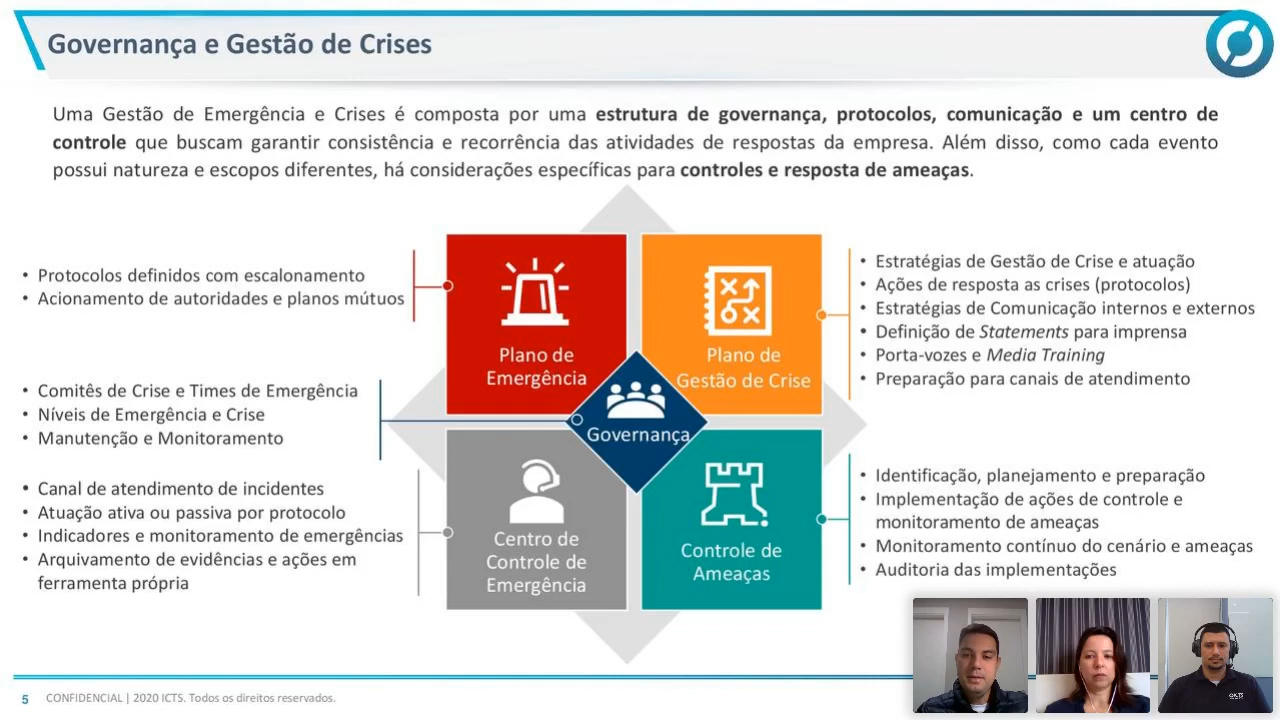 Governança e Gestão de Crises
Uma Gestão de Emergência e Crises é composta por uma estrutura de governança, protocolos, comunicação e um centro de
controle que buscam garantir consistência e recorrência das atividades de respostas da empresa. Além disso, como cada evento
possui natureza e escopos diferentes, há considerações específicas para controles e resposta de ameaças.
• Protocolos definidos com escalonamento
• Acionamento de autoridades e planos mútuos
• Comitês de Crise e Times de Emergência
• Níveis de Emergência e Crise
• Manutenção e Monitoramento
• Canal de atendimento de incidentes
• Atuação ativa ou passiva por protocolo
• Indicadores e monitoramento de emergências
• Arquivamento de evidências e ações em
ferramenta própria
Plano de
Emergência
Plano de
Gestão de Crise
Governança
Centro de
Controle de
Emergência
Controle de
Ameaças
• Estratégias de Gestão de Crise e atuação
• Ações de resposta as crises (protocolos)
• Estratégias de Comunicação internos e externos
• Definição de Statements para imprensa
• Porta-vozes e Media Training
• Preparação para canais de atendimento
• Identificação, planejamento e preparação
• Implementação de ações de controle e
monitoramento de ameaças
• Monitoramento contínuo do cenário e ameaças
• Auditoria das implementações
5 CONFIDENCIAL | 2020 ICTS. Todos os direitos reservados.